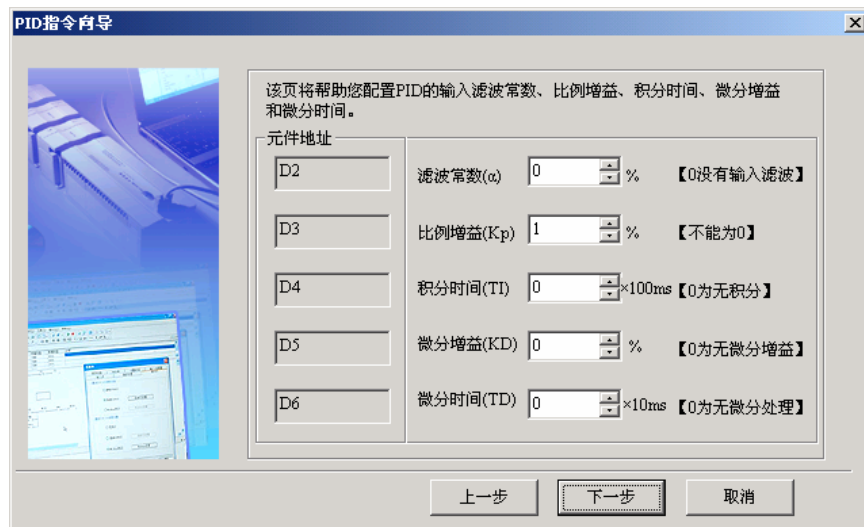 PID指令向导
该页将帮助您配置PID的输入滤波常数、比例增益、积分时间、微分增益
和微分时间。
元件地址
D2 滤波常数(α) 0 % 【0没有输入滤波】
D3 比例增益(Kp) 1 % 【不能为0】
D4 积分时间(TI) 0 ×100ms 【0为无积分】
D5 微分增益(KD) 0 % 【0为无微分增益】
D6 微分时间(TD) 0 ×10ms 【0为无微分处理】
上一步 下一步 取消